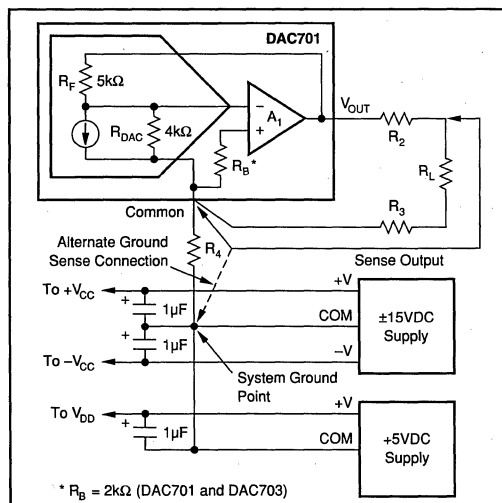 DAC701
R_F 5kΩ
R_DAC 4kΩ
−
+
A_1
R_B*
V_OUT
R_2
R_L
R_3
Common
R_4
Alternate Ground
Sense Connection
Sense Output
To +V_CC
+ 1µF
+ 1µF
To −V_CC
+V
COM
−V
±15VDC
Supply
System Ground
Point
To V_DD
+ 1µF
+V
COM
+5VDC
Supply
* R_B = 2kΩ (DAC701 and DAC703)